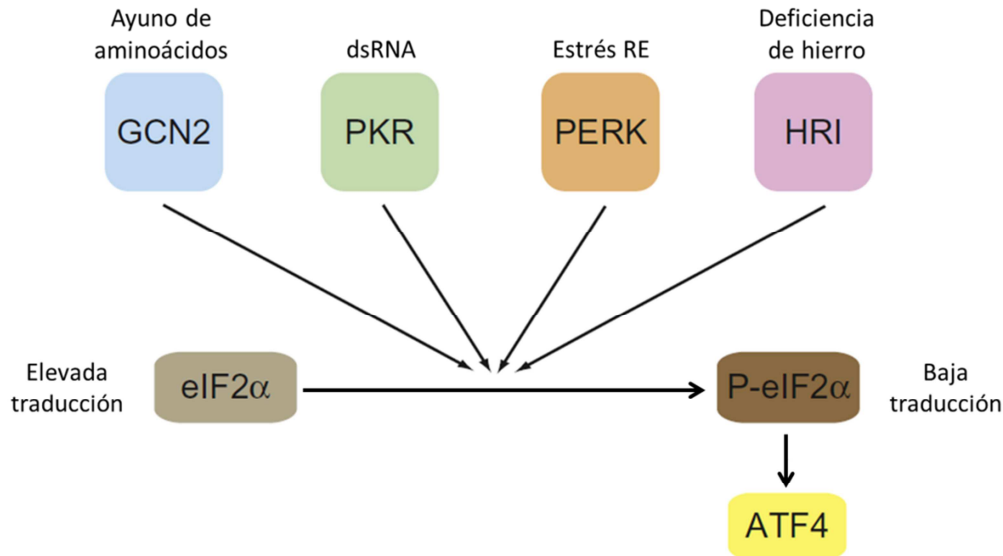 Ayuno de
aminoácidos
dsRNA
Estrés RE
Deficiencia
de hierro
GCN2
PKR
PERK
HRI
Elevada
traducción
eIF2α
P-eIF2α
Baja
traducción
ATF4